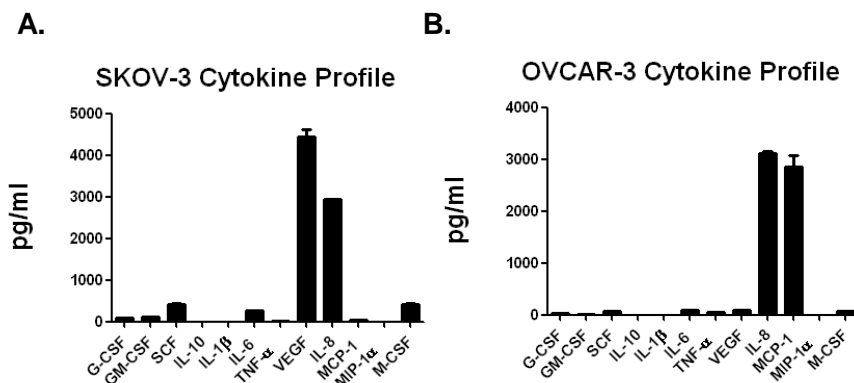 A.
SKOV-3 Cytokine Profile
5000
4000
3000
2000
1000
0
pg/ml
G-CSF
GM-CSF
SCF
IL-10
IL-1β
IL-6
TNF-α
VEGF
IL-8
MCP-1
MIP-1α
M-CSF
B.
OVCAR-3 Cytokine Profile
4000
3000
2000
1000
0
pg/ml
G-CSF
GM-CSF
SCF
IL-10
IL-1β
IL-6
TNF-α
VEGF
IL-8
MCP-1
MIP-1α
M-CSF